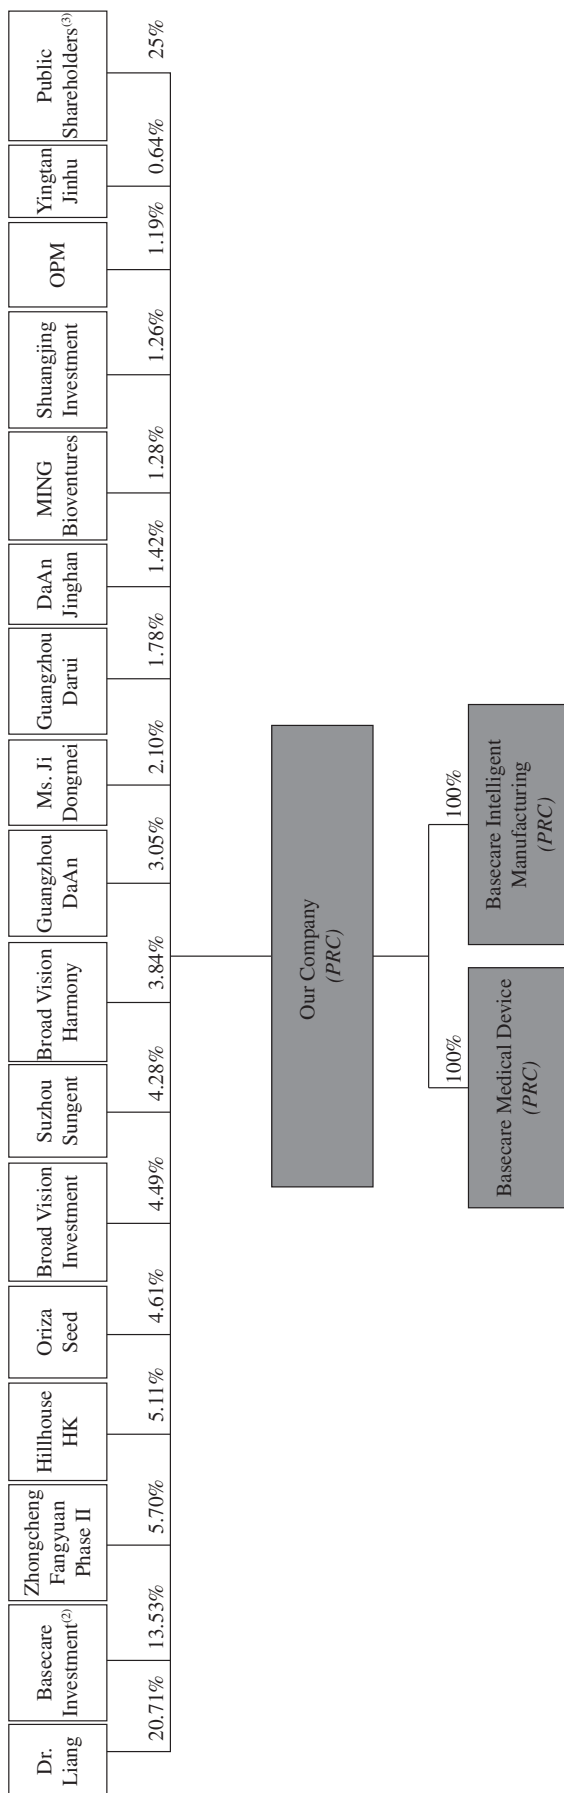 Dr.
Liang
Basecare
Investment(2)
Zhongcheng
Fangyuan
Phase II
Hillhouse
HK
Oriza
Seed
Broad Vision
Investment
Suzhou
Sungent
Broad Vision
Harmony
Guangzhou
DaAn
Ms. Ji
Dongmei
Guangzhou
Darui
DaAn
Jinghan
MING
Bioventures
Shuangjing
Investment
OPM
Yingtan
Jinhu
Public
Shareholders(3)
20.71%
13.53%
5.70%
5.11%
4.61%
4.49%
4.28%
3.84%
3.05%
2.10%
1.78%
1.42%
1.28%
1.26%
1.19%
0.64%
25%
Our Company
(PRC)
100%
100%
Basecare Medical Device
(PRC)
Basecare Intelligent
Manufacturing
(PRC)